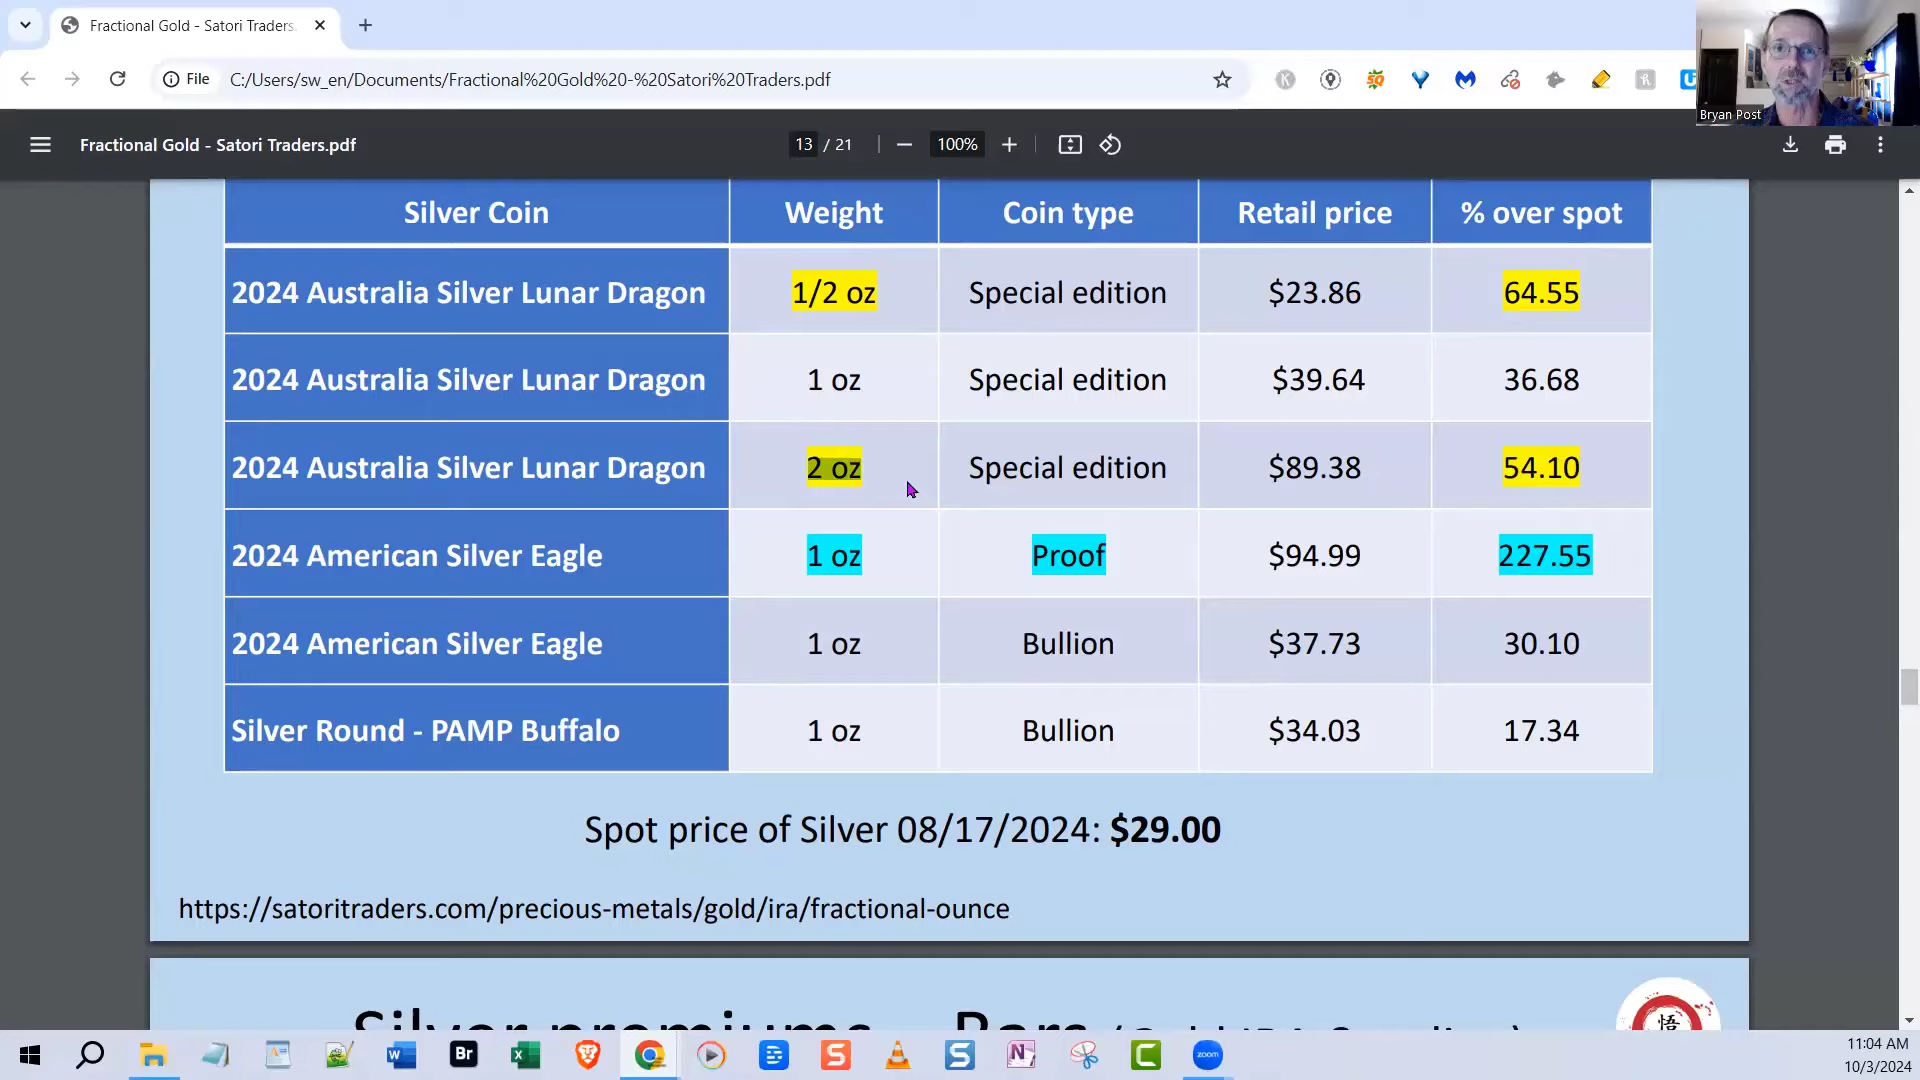 Fractional Gold - Satori Traders.
File
C:/Users/sw_en/Documents/Fractional%20Gold%20-%20Satori%20Traders.pdf
Bryan Post
Fractional Gold - Satori Traders.pdf
13 / 21
100%
Silver Coin Weight Coin type Retail price % over spot
2024 Australia Silver Lunar Dragon 1/2 oz Special edition $23.86 64.55
2024 Australia Silver Lunar Dragon 1 oz Special edition $39.64 36.68
2024 Australia Silver Lunar Dragon 2 oz Special edition $89.38 54.10
2024 American Silver Eagle 1 oz Proof $94.99 227.55
2024 American Silver Eagle 1 oz Bullion $37.73 30.10
Silver Round - PAMP Buffalo 1 oz Bullion $34.03 17.34
Spot price of Silver 08/17/2024: $29.00
https://satoritraders.com/precious-metals/gold/ira/fractional-ounce
Silver premiums
Br
zoom
11:04 AM
10/3/2024